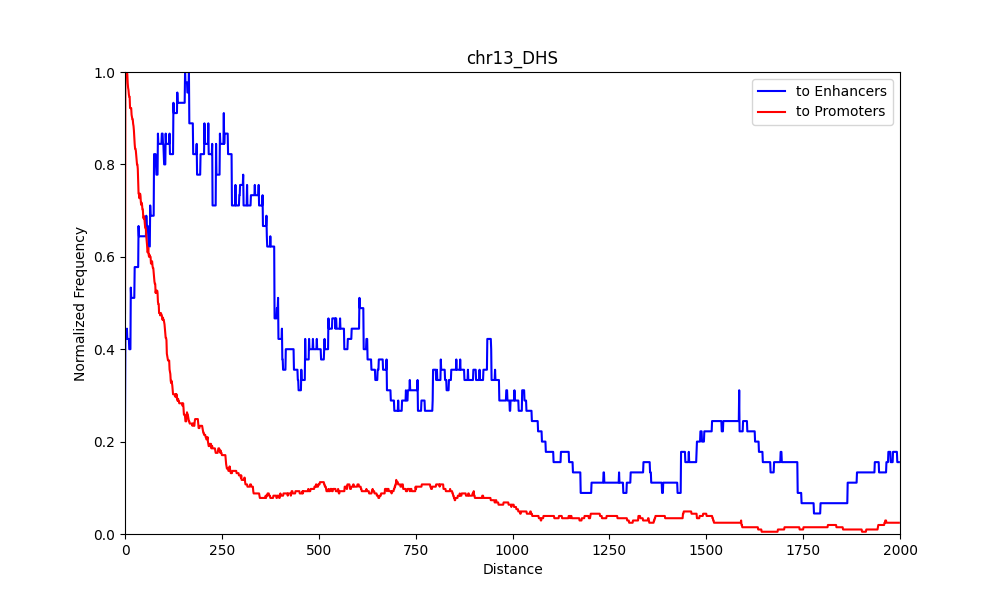 chr13_DHS
to Enhancers
to Promoters
Normalized Frequency
1.0
0.8
0.6
0.4
0.2
0.0
0 250 500 750 1000 1250 1500 1750 2000
Distance